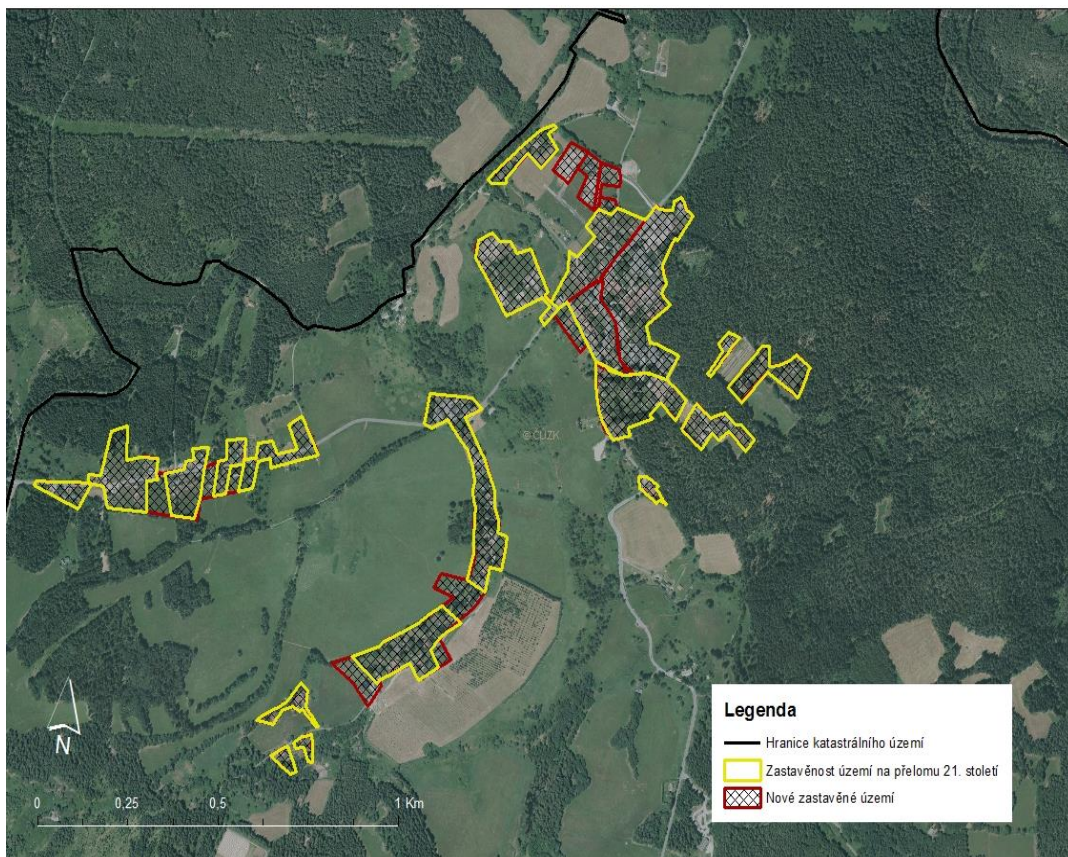 ©ČÚZK
N
0 0,25 0,5 1 Km
Legenda
Hranice katastrálního území
Zastavěnost území na přelomu 21. století
Nové zastavěné území